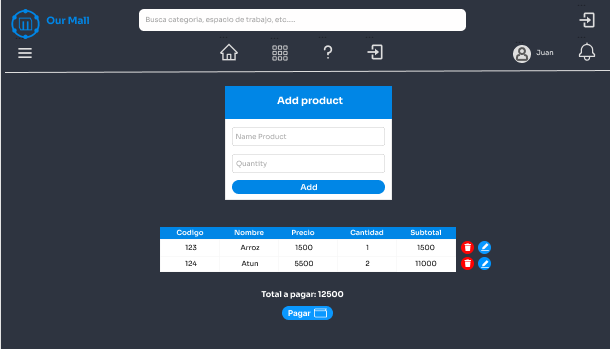 Our Mall
Busca categoria, espacio de trabajo, etc.....
?
Juan
Add product
Name Product
Quantity
Add
Codigo Nombre Precio Cantidad Subtotal
123 Arroz 1500 1 1500
124 Atun 5500 2 11000
Total a pagar: 12500
Pagar